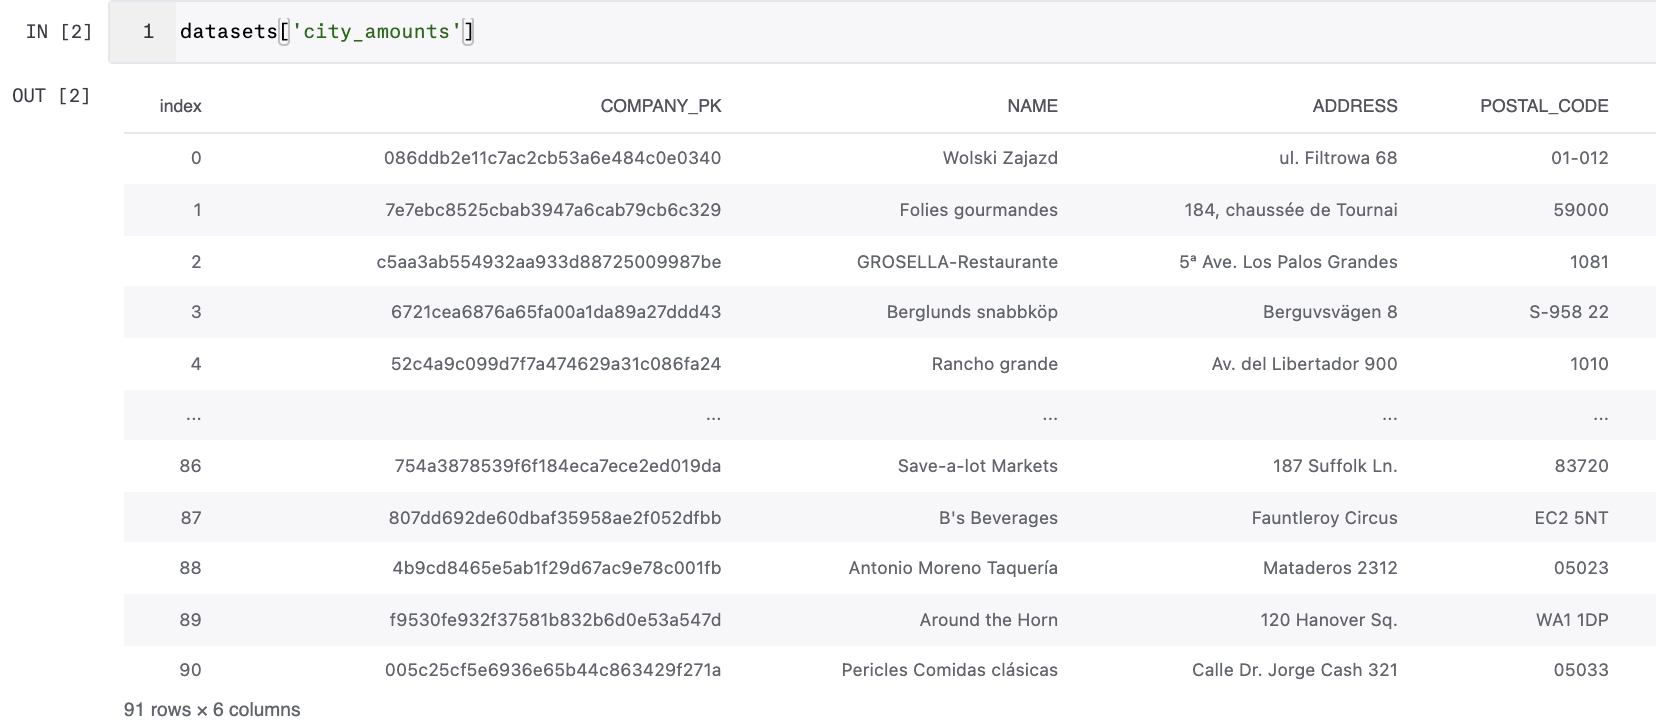 IN [2] 1 datasets['city_amounts']
OUT [2]
index COMPANY_PK NAME ADDRESS POSTAL_CODE
0 086ddb2e11c7ac2cb53a6e484c0e0340 Wolski Zajazd ul. Filtrowa 68 01-012
1 7e7ebc8525cbab3947a6cab79cb6c329 Folies gourmandes 184, chaussée de Tournai 59000
2 c5aa3ab554932aa933d88725009987be GROSELLA-Restaurante 5ª Ave. Los Palos Grandes 1081
3 6721cea6876a65fa00a1da89a27ddd43 Berglunds snabbköp Berguvsvägen 8 S-958 22
4 52c4a9c099d7f7a474629a31c086fa24 Rancho grande Av. del Libertador 900 1010
... ... ... ... ...
86 754a3878539f6f184eca7ece2ed019da Save-a-lot Markets 187 Suffolk Ln. 83720
87 807dd692de60dbaf35958ae2f052dfbb B's Beverages Fauntleroy Circus EC2 5NT
88 4b9cd8465e5ab1f29d67ac9e78c001fb Antonio Moreno Taquería Mataderos 2312 05023
89 f9530fe932f37581b832b6d0e53a547d Around the Horn 120 Hanover Sq. WA1 1DP
90 005c25cf5e6936e65b44c863429f271a Pericles Comidas clásicas Calle Dr. Jorge Cash 321 05033
91 rows × 6 columns